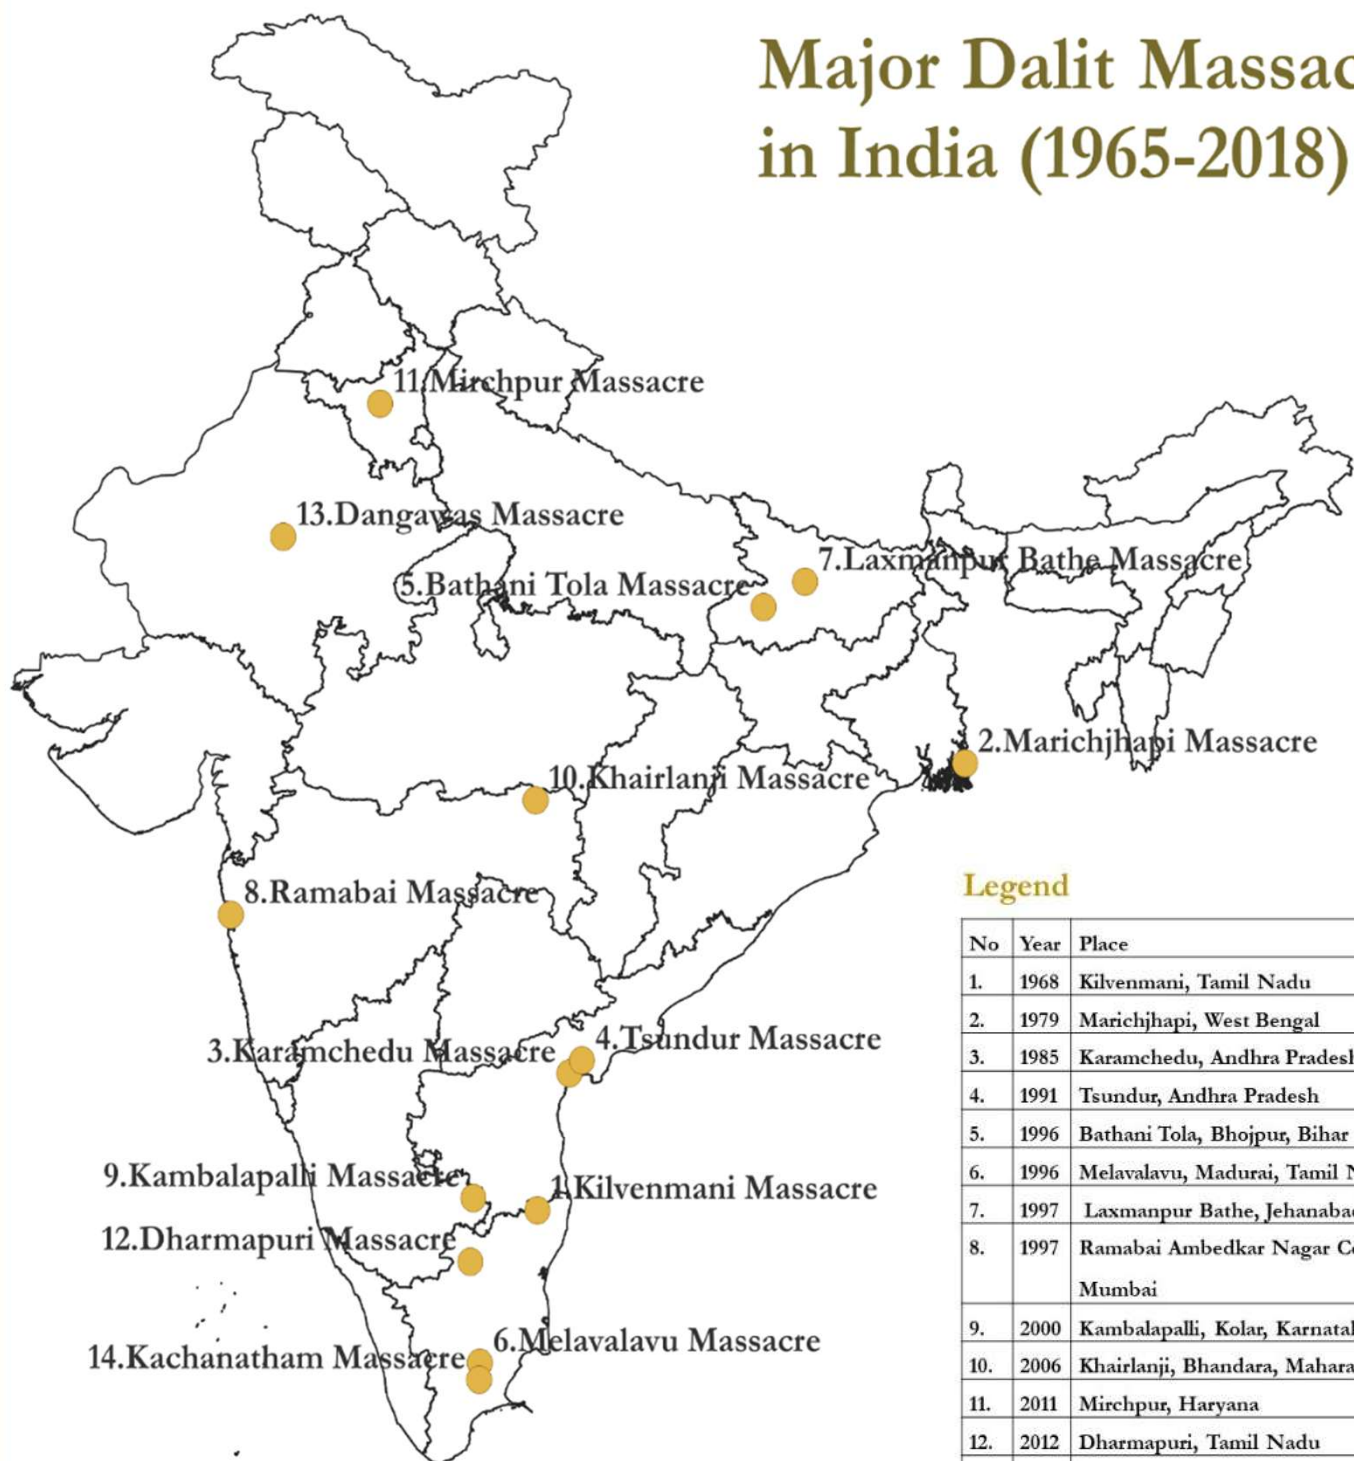 Major Dalit Massac
in India (1965-2018)
11.Mirchpur Massacre
13.Dangawas Massacre
7.Laxmanpur Bathe Massacre
5.Bathani Tola Massacre
2.Marichjhapi Massacre
10.Khairlanji Massacre
8.Ramabai Massacre
4.Tsundur Massacre
3.Karamchedu Massacre
9.Kambalapalli Massacre
1.Kilvenmani Massacre
12.Dharmapuri Massacre
6.Melavalavu Massacre
14.Kachanatham Massacre
Legend
No Year Place
1. 1968 Kilvenmani, Tamil Nadu
2. 1979 Marichjhapi, West Bengal
3. 1985 Karamchedu, Andhra Pradesh
4. 1991 Tsundur, Andhra Pradesh
5. 1996 Bathani Tola, Bhojpur, Bihar
6. 1996 Melavalavu, Madurai, Tamil N
7. 1997 Laxmanpur Bathe, Jehanabad
8. 1997 Ramabai Ambedkar Nagar Co
Mumbai
9. 2000 Kambalapalli, Kolar, Karnatak
10. 2006 Khairlanji, Bhandara, Mahara
11. 2011 Mirchpur, Haryana
12. 2012 Dharmapuri, Tamil Nadu